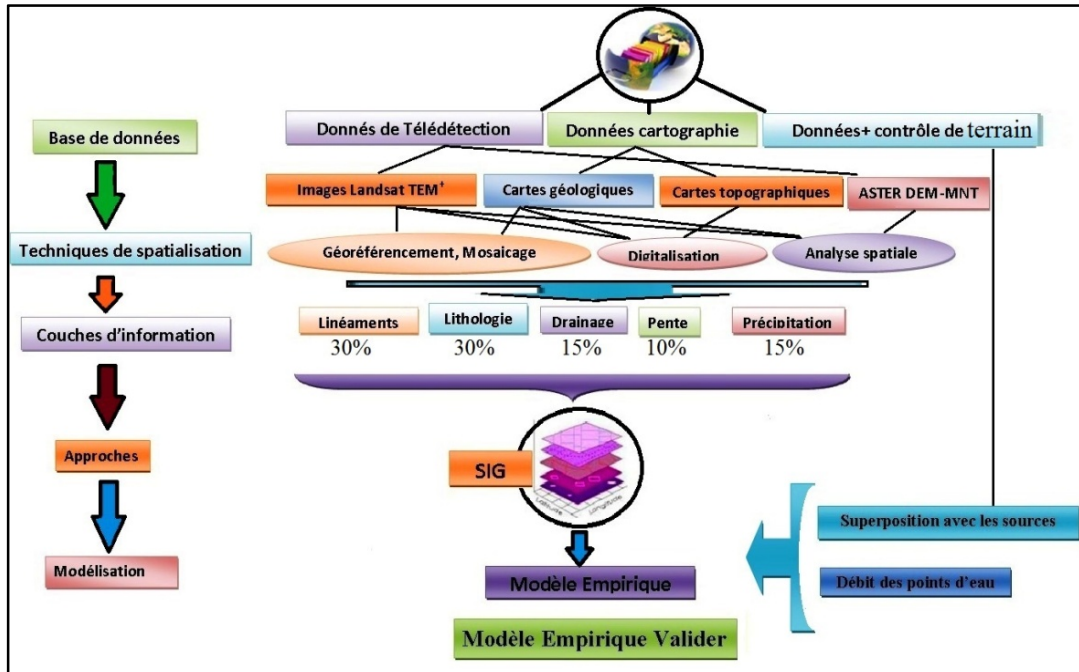 Base de données
Techniques de spatialisation
Couches d'information
Approches
Modélisation
Donnés de Télédétection
Données cartographie
Données+ contrôle de terrain
Images Landsat TEM⁺
Cartes géologiques
Cartes topographiques
ASTER DEM-MNT
Géoréférencement, Mosaicage
Digitalisation
Analyse spatiale
Linéaments
Lithologie
Drainage
Pente
Précipitation
30%
30%
15%
10%
15%
SIG
Latitude
Longitude
Superposition avec les sources
Débit des points d'eau
Modèle Empirique
Modèle Empirique Valider